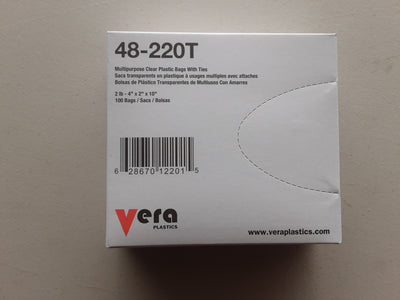 48-220T
Multipurpose Clear Plastic Bags With Ties
Sacs transparents en plastique à usages multiples avec attaches
Bolsas de Plástico Transparentes de Multiusos Con Amarres
2 lb - 4" x 2" x 10"
100 Bags / Sacs / Bolsas
6 28670 12201 5
Vera
PLASTICS
www.veraplastics.com